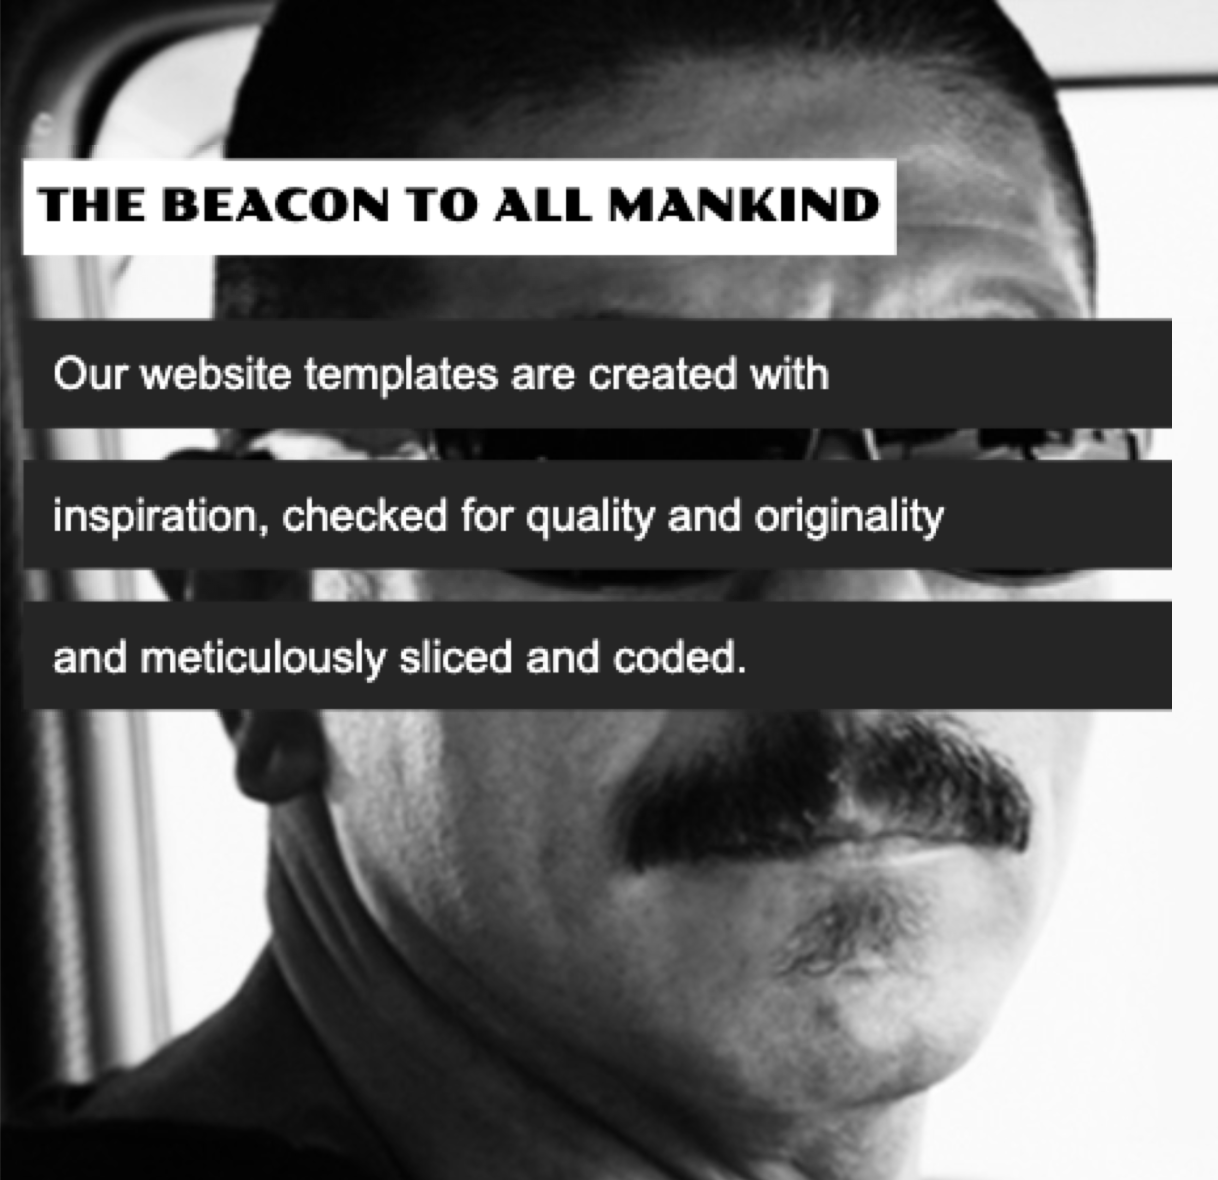 THE BEACON TO ALL MANKIND
Our website templates are created with
inspiration, checked for quality and originality
and meticulously sliced and coded.